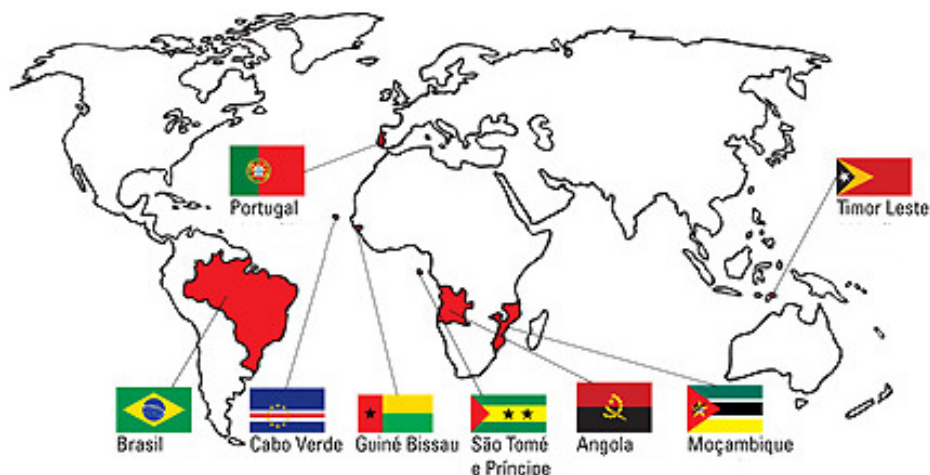 Portugal
Timor Leste
Brasil
Cabo Verde
Guiné Bissau
São Tomé
e Príncipe
Angola
Moçambique